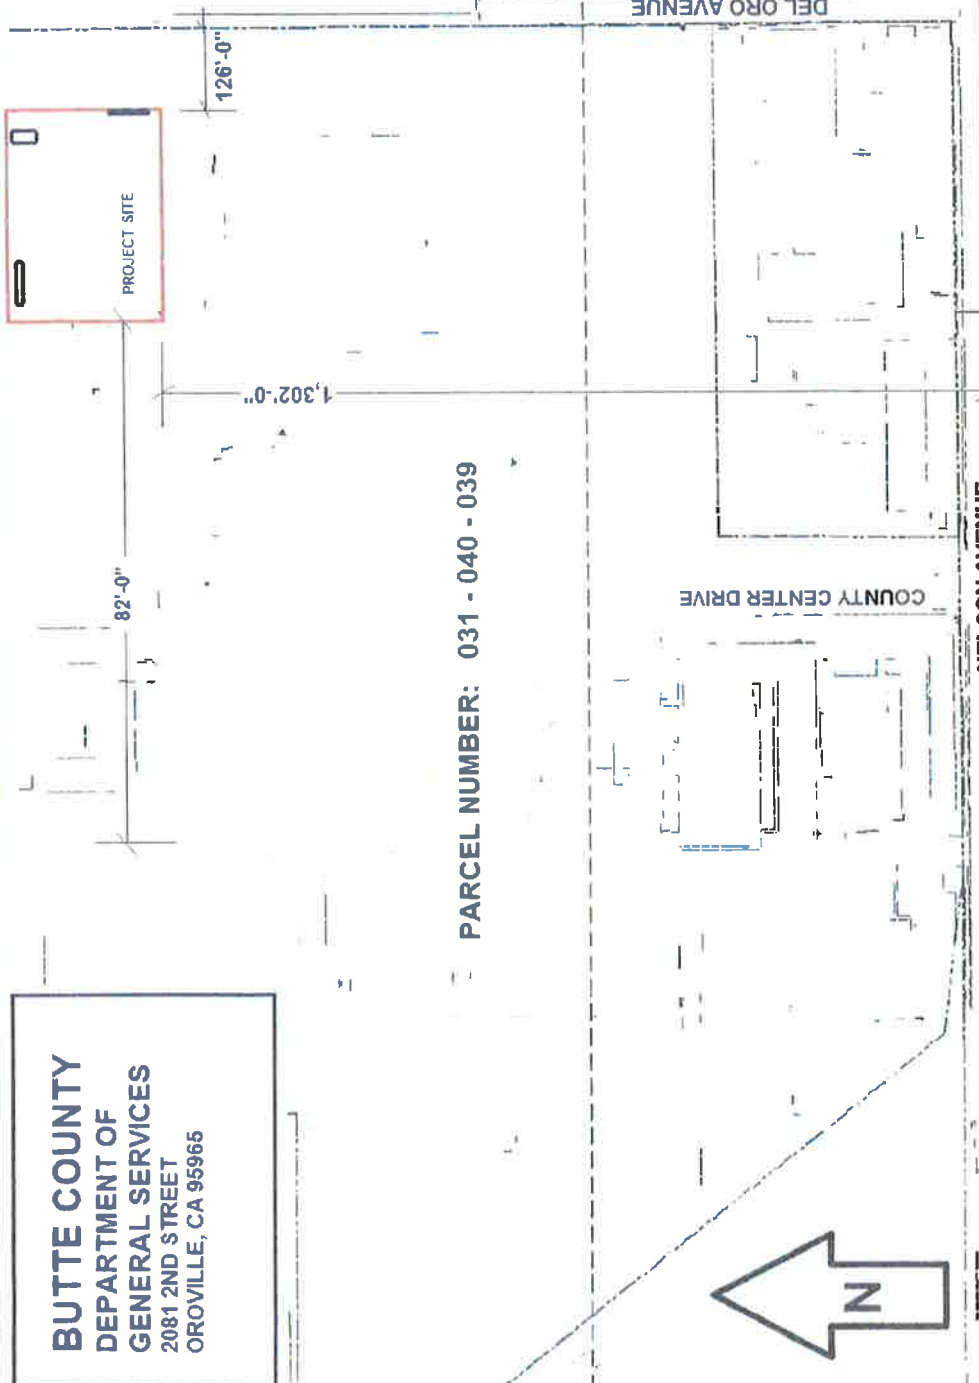 BUTTE COUNTY
DEPARTMENT OF
GENERAL SERVICES
2081 2ND STREET
OROVILLE, CA 95965
82'-0"
PROJECT SITE
126'-0"
1,302'-0"
PARCEL NUMBER: 031 - 040 - 039
DEL ORO AVENUE
COUNTY CENTER DRIVE
N